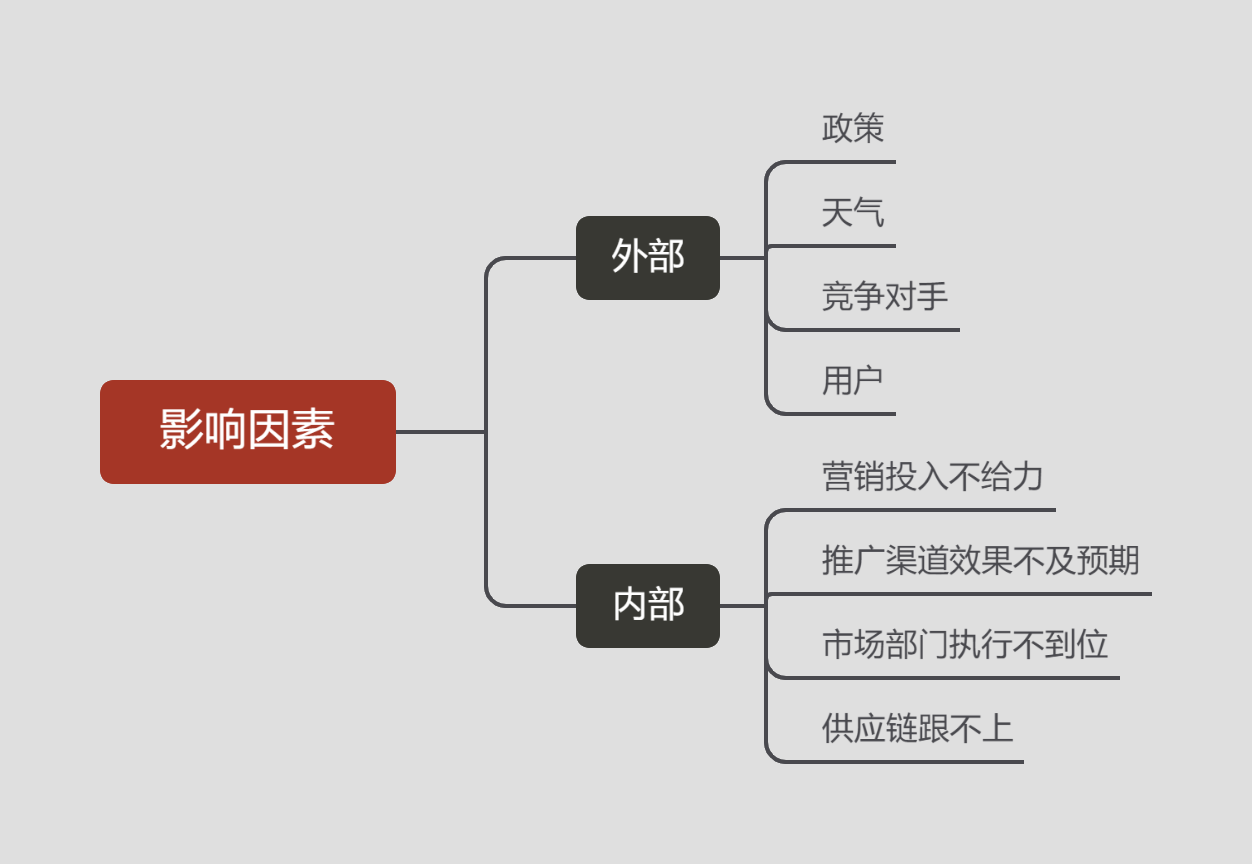 影响因素
外部
政策
天气
竞争对手
用户
内部
营销投入不给力
推广渠道效果不及预期
市场部门执行不到位
供应链跟不上